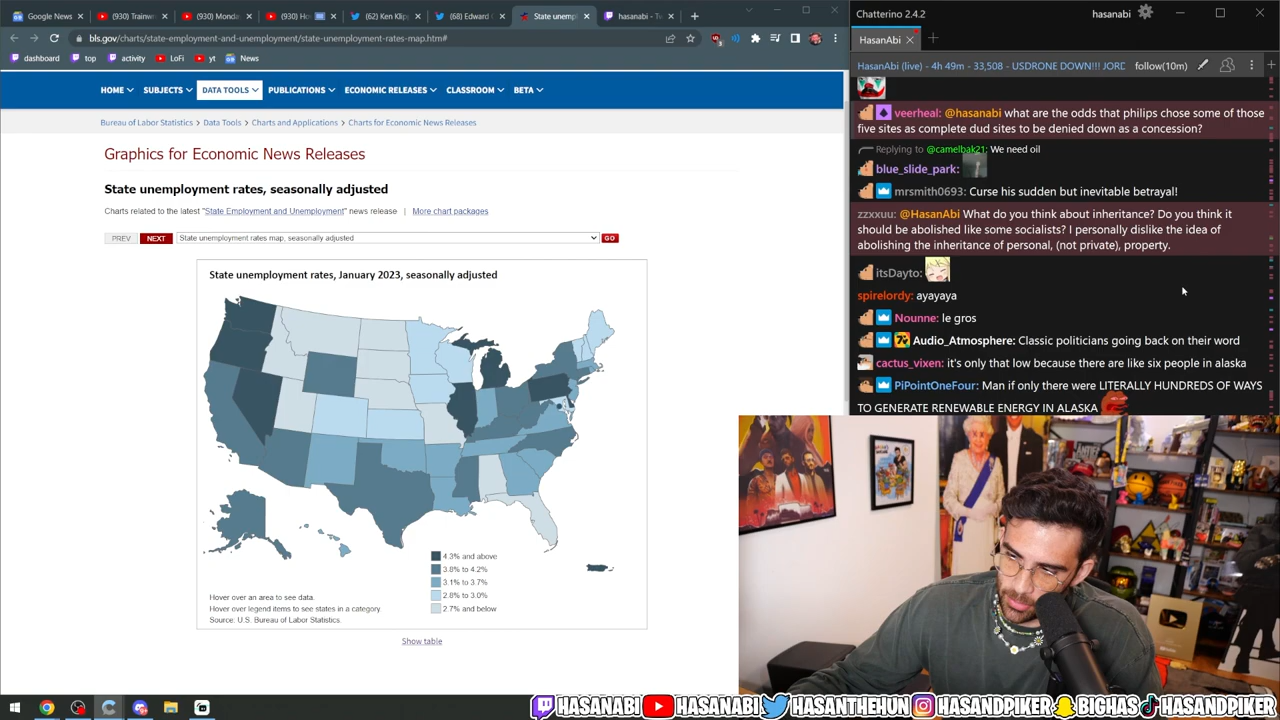 Google News
(930) Trainw
(930) Monda
(930) Ho
(62) Ken Klip
(68) Edward
State unemp
hasanabi - Tw
bls.gov/charts/state-employment-and-unemployment/state-unemployment-rates-map.htm#
dashboard
top
activity
LoFi
yt
News
HOME
SUBJECTS
DATA TOOLS
PUBLICATIONS
ECONOMIC RELEASES
CLASSROOM
BETA
Bureau of Labor Statistics > Data Tools > Charts and Applications > Charts for Economic News Releases
Graphics for Economic News Releases
State unemployment rates, seasonally adjusted
Charts related to the latest "State Employment and Unemployment" news release | More chart packages
PREV
NEXT
State unemployment rates map, seasonally adjusted
GO
State unemployment rates, January 2023, seasonally adjusted
4.3% and above
3.8% to 4.2%
3.1% to 3.7%
2.8% to 3.0%
2.7% and below
Hover over an area to see data.
Hover over legend items to see states in a category.
Source: U.S. Bureau of Labor Statistics.
Show table
Chatterino 2.4.2
hasanabi
HasanAbi
HasanAbi (live) - 4h 49m - 33,508 - USDRONE DOWN!!! JORD
follow(10m)
veerheal: @hasanabi what are the odds that philips chose some of those
five sites as complete dud sites to be denied down as a concession?
Replying to @camelbak21: We need oil
blue_slide_park:
mrsmith0693: Curse his sudden but inevitable betrayal!
zzxxuu: @HasanAbi What do you think about inheritance? Do you think it
should be abolished like some socialists? I personally dislike the idea of
abolishing the inheritance of personal, (not private), property.
itsDayto:
spirelordy: ayayaya
Nounne: le gros
Audio_Atmosphere: Classic politicians going back on their word
cactus_vixen: it's only that low because there are like six people in alaska
PiPointOneFour: Man if only there were LITERALLY HUNDREDS OF WAYS
TO GENERATE RENEWABLE ENERGY IN ALASKA
HASANABI
HASANABI
HASANTHEHUN
HASANDPIKER
BIGHAS
HASANDPIKER